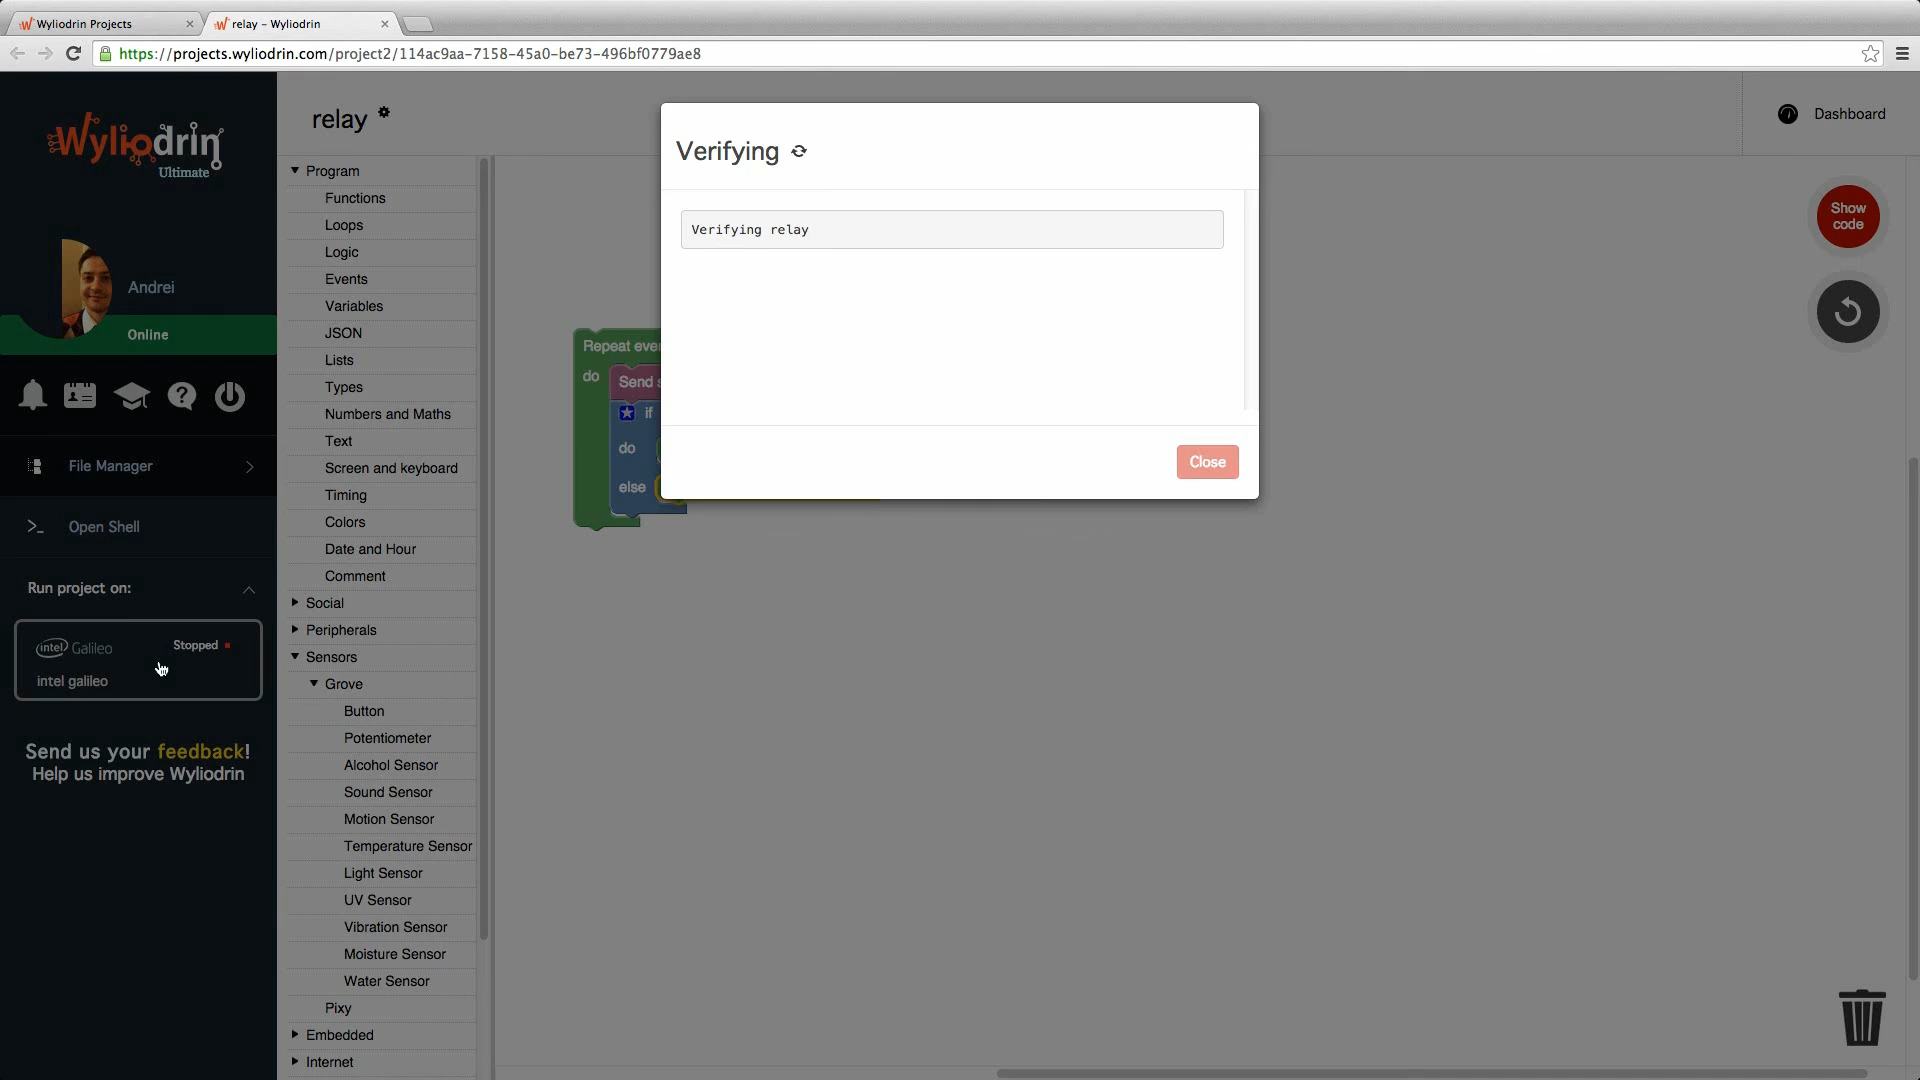 Wyliodrin Projects
relay – Wyliodrin
https://projects.wyliodrin.com/project2/114ac9aa-7158-45a0-be73-496bf0779ae8
Wyliodrin
Ultimate
Andrei
Online
File Manager
Open Shell
Run project on:
intel Galileo
Stopped
intel galileo
Send us your feedback!
Help us improve Wyliodrin
relay
Dashboard
Program
Functions
Loops
Logic
Events
Variables
JSON
Lists
Types
Numbers and Maths
Text
Screen and keyboard
Timing
Colors
Date and Hour
Comment
Social
Peripherals
Sensors
Grove
Button
Potentiometer
Alcohol Sensor
Sound Sensor
Motion Sensor
Temperature Sensor
Light Sensor
UV Sensor
Vibration Sensor
Moisture Sensor
Water Sensor
Pixy
Embedded
Internet
Repeat
do
Send
if
do
else
Verifying
Verifying relay
Close
Show
code